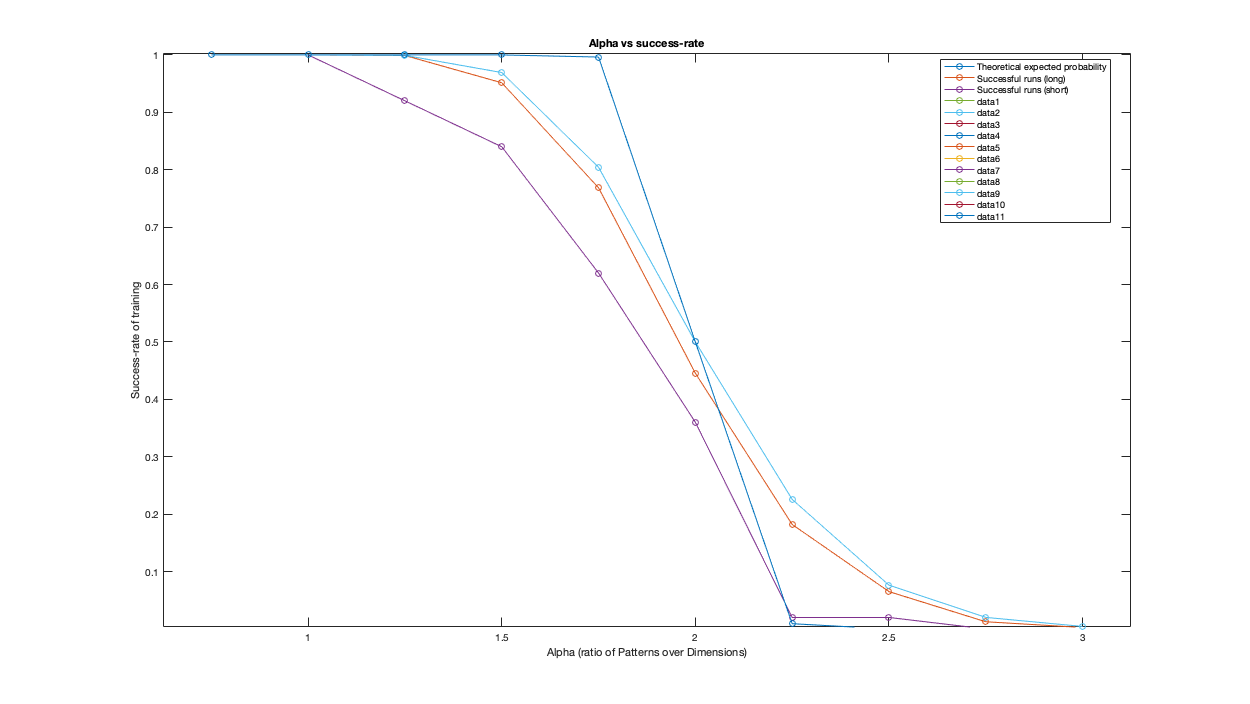 Alpha vs success-rate
Success-rate of training
1
0.9
0.8
0.7
0.6
0.5
0.4
0.3
0.2
0.1
Theoretical expected probability
Successful runs (long)
Successful runs (short)
data1
data2
data3
data4
data5
data6
data7
data8
data9
data10
data11
1
1.5
2
2.5
3
Alpha (ratio of Patterns over Dimensions)